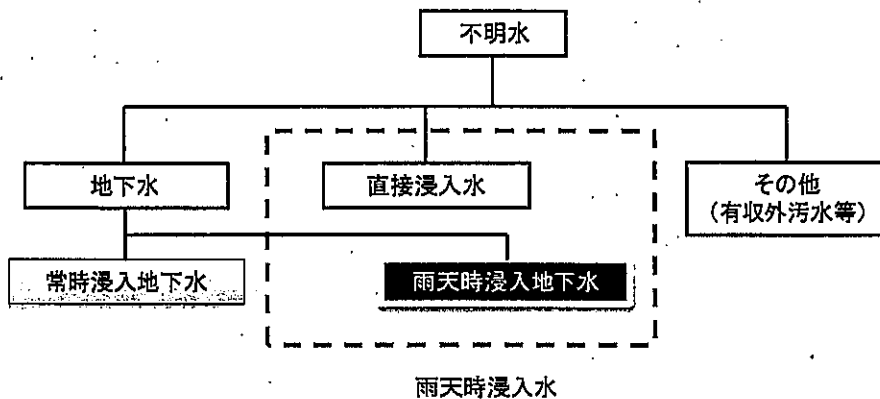 不明水
地下水
直接浸入水
その他
（有収外汚水等）
常時浸入地下水
雨天時浸入地下水
雨天時浸入水